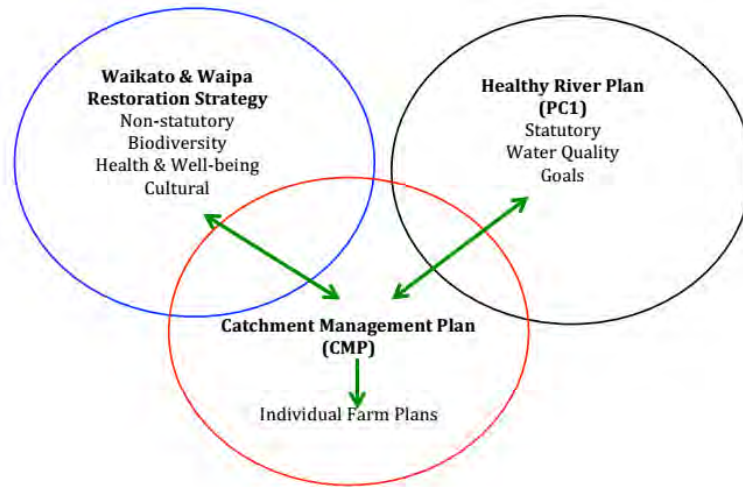 Waikato & Waipa
Restoration Strategy
Non-statutory
Biodiversity
Health & Well-being
Cultural
Healthy River Plan
(PC1)
Statutory
Water Quality
Goals
Catchment Management Plan
(CMP)
Individual Farm Plans